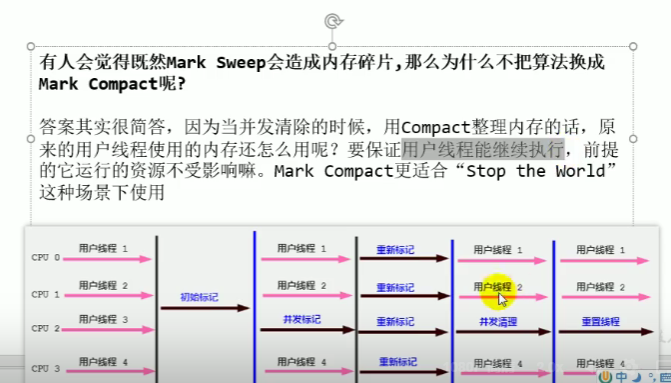 有人会觉得既然Mark Sweep会造成内存碎片,那么为什么不把算法换成
Mark Compact呢?
答案其实很简答，因为当并发清除的时候，用Compact整理内存的话，原
来的用户线程使用的内存还怎么用呢？要保证用户线程能继续执行，前提
的它运行的资源不受影响嘛。Mark Compact更适合“Stop the World”
这种场景下使用
用户线程 1 用户线程 1 重新标记 用户线程 1 用户线程 1
CPU 0
用户线程 2 用户线程 2 重新标记 用户线程 2 用户线程 2
CPU 1
初始标记
用户线程 3 并发标记 重新标记 并发清理 重置线程
CPU 2
用户线程 4 用户线程 4 重新标记 用户线程 4 用户线程 4
CPU 3
中